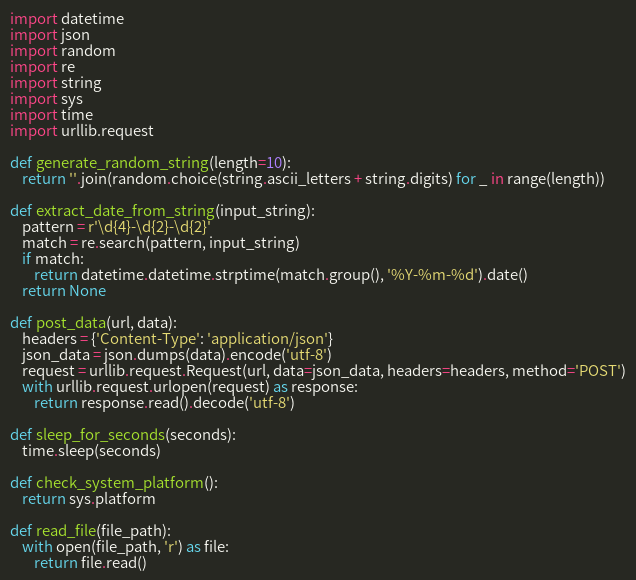 import datetime
import json
import random
import re
import string
import sys
import time
import urllib.request

def generate_random_string(length=10):
    return ''.join(random.choice(string.ascii_letters + string.digits) for _ in range(length))

def extract_date_from_string(input_string):
    pattern = r'\d{4}-\d{2}-\d{2}'
    match = re.search(pattern, input_string)
    if match:
        return datetime.datetime.strptime(match.group(), '%Y-%m-%d').date()
    return None

def post_data(url, data):
    headers = {'Content-Type': 'application/json'}
    json_data = json.dumps(data).encode('utf-8')
    request = urllib.request.Request(url, data=json_data, headers=headers, method='POST')
    with urllib.request.urlopen(request) as response:
        return response.read().decode('utf-8')

def sleep_for_seconds(seconds):
    time.sleep(seconds)

def check_system_platform():
    return sys.platform

def read_file(file_path):
    with open(file_path, 'r') as file:
        return file.read()